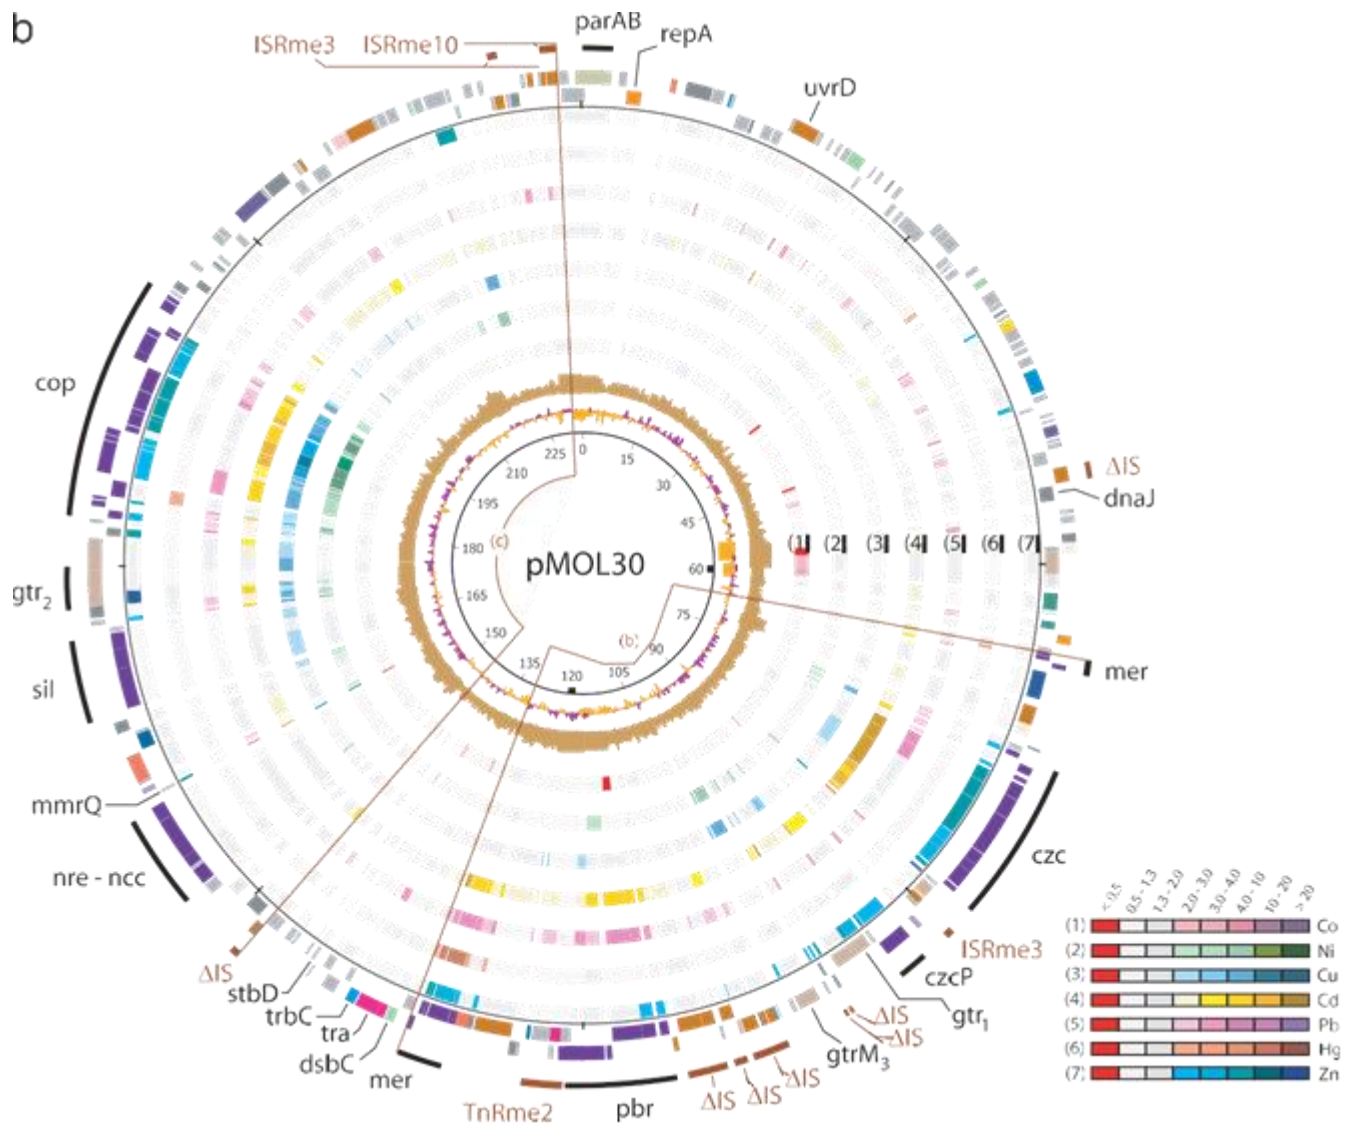 b
parAB
ISRme3 ISRme10
repA
uvrD
cop
ΔIS
dnaJ
225 0 15
210 30
195 45
(c)
180 pMOL30 60
(1) (2) (3) (4) (5) (6) (7)
165 75
150 (b) 90
135 120 105
gtr2
sil
mer
mmrQ
nre - ncc
czc
ISRme3
czcP
gtr1
ΔIS
ΔIS
ΔIS
stbD
trbC
tra
dsbC
mer
gtrM3
TnRme2
pbr
ΔIS
ΔIS
ΔIS
< 0.5 0.5 - 1.3 1.3 - 2.0 2.0 - 3.0 3.0 - 4.0 4.0 - 10 10 - 20 > 20
(1) Co
(2) Ni
(3) Cu
(4) Cd
(5) Pb
(6) Hg
(7) Zn